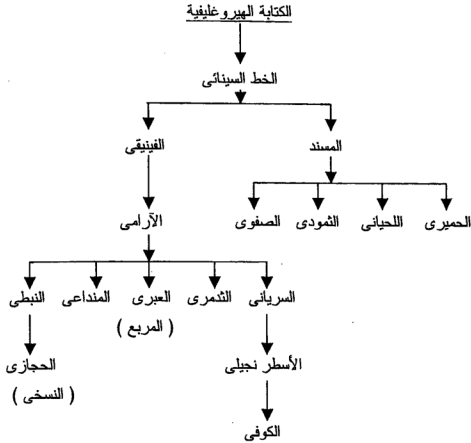 الكتابة الهيروغليفية
الخط السينائى
المسند
الفينيقى
الحميرى
اللحيانى
الثمودى
الصفوى
الآرامى
السريانى
التدمرى
العبرى
( المربع )
المنداعى
النبطى
الأسطر نجيلى
الحجازى
( النسخى )
الكوفى